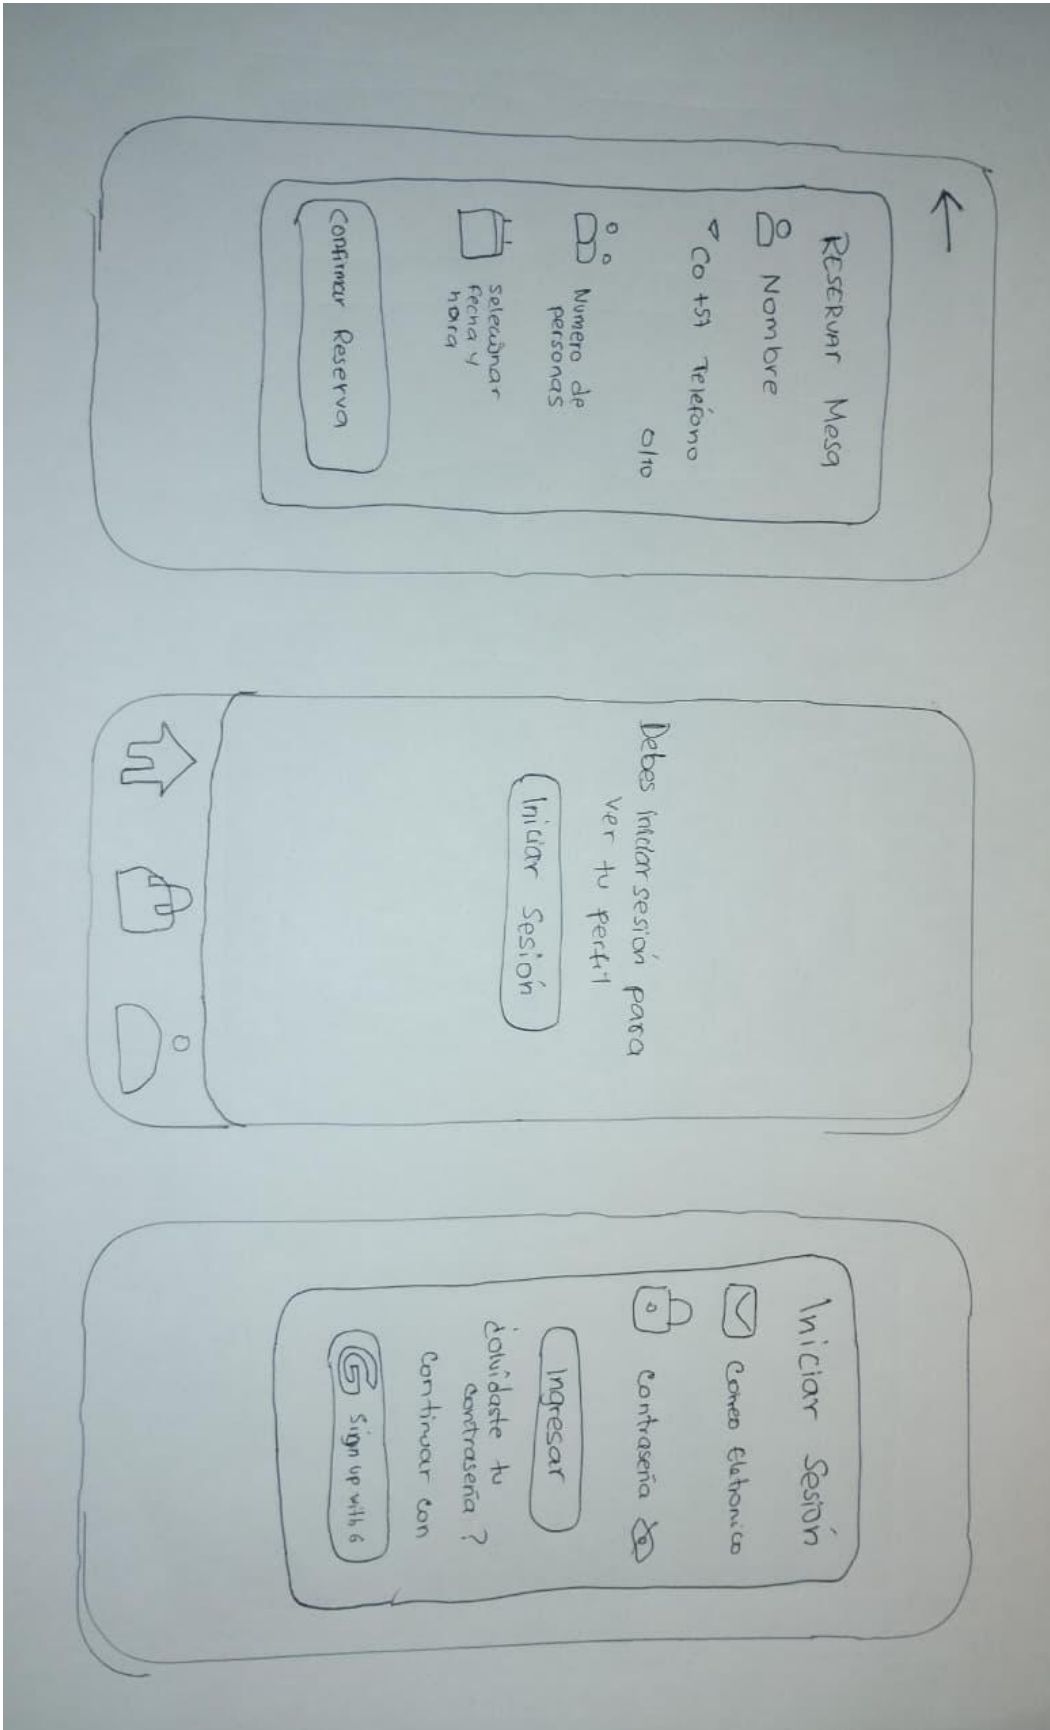 RESERVAR Mesa
Nombre
CO +57 Teléfono
0/10
Numero de
personas
Seleccionar
fecha y
hora
Confirmar Reserva
Debes iniciar sesión para
ver tu perfil
Iniciar Sesión
Iniciar Sesión
Correo Eletronico
Contraseña
Ingresar
¿olvidaste tu
contraseña?
Continuar con
G Sign up with G